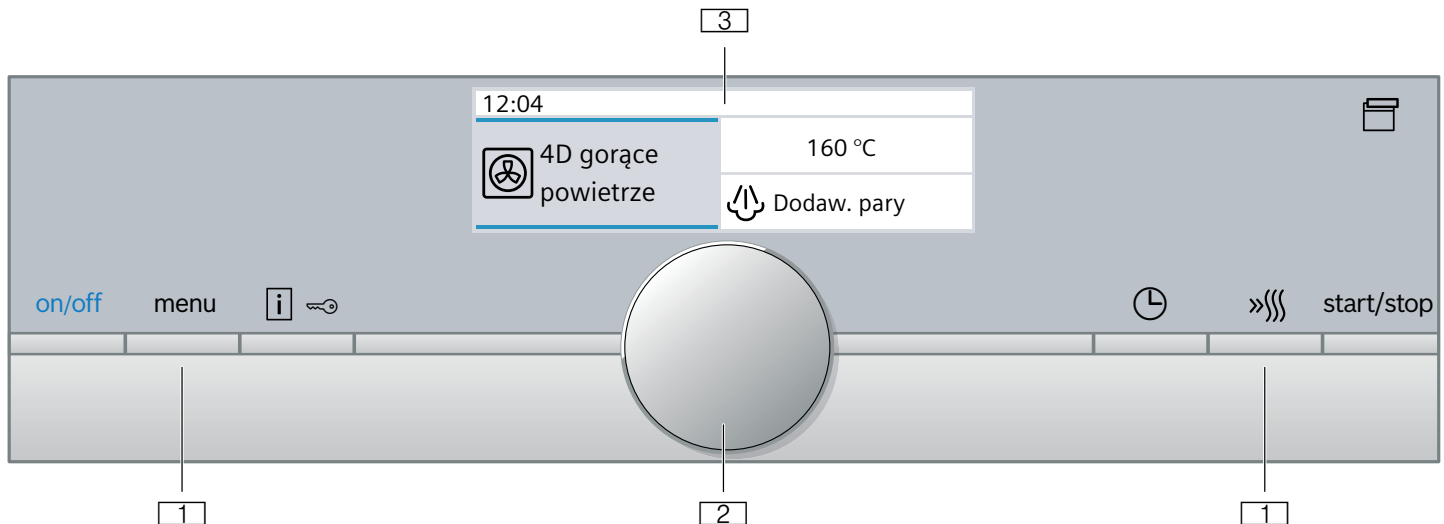 3
12:04
4D gorące
powietrze
160 °C
Dodaw. pary
on/off
menu
i
start/stop
1
2
1